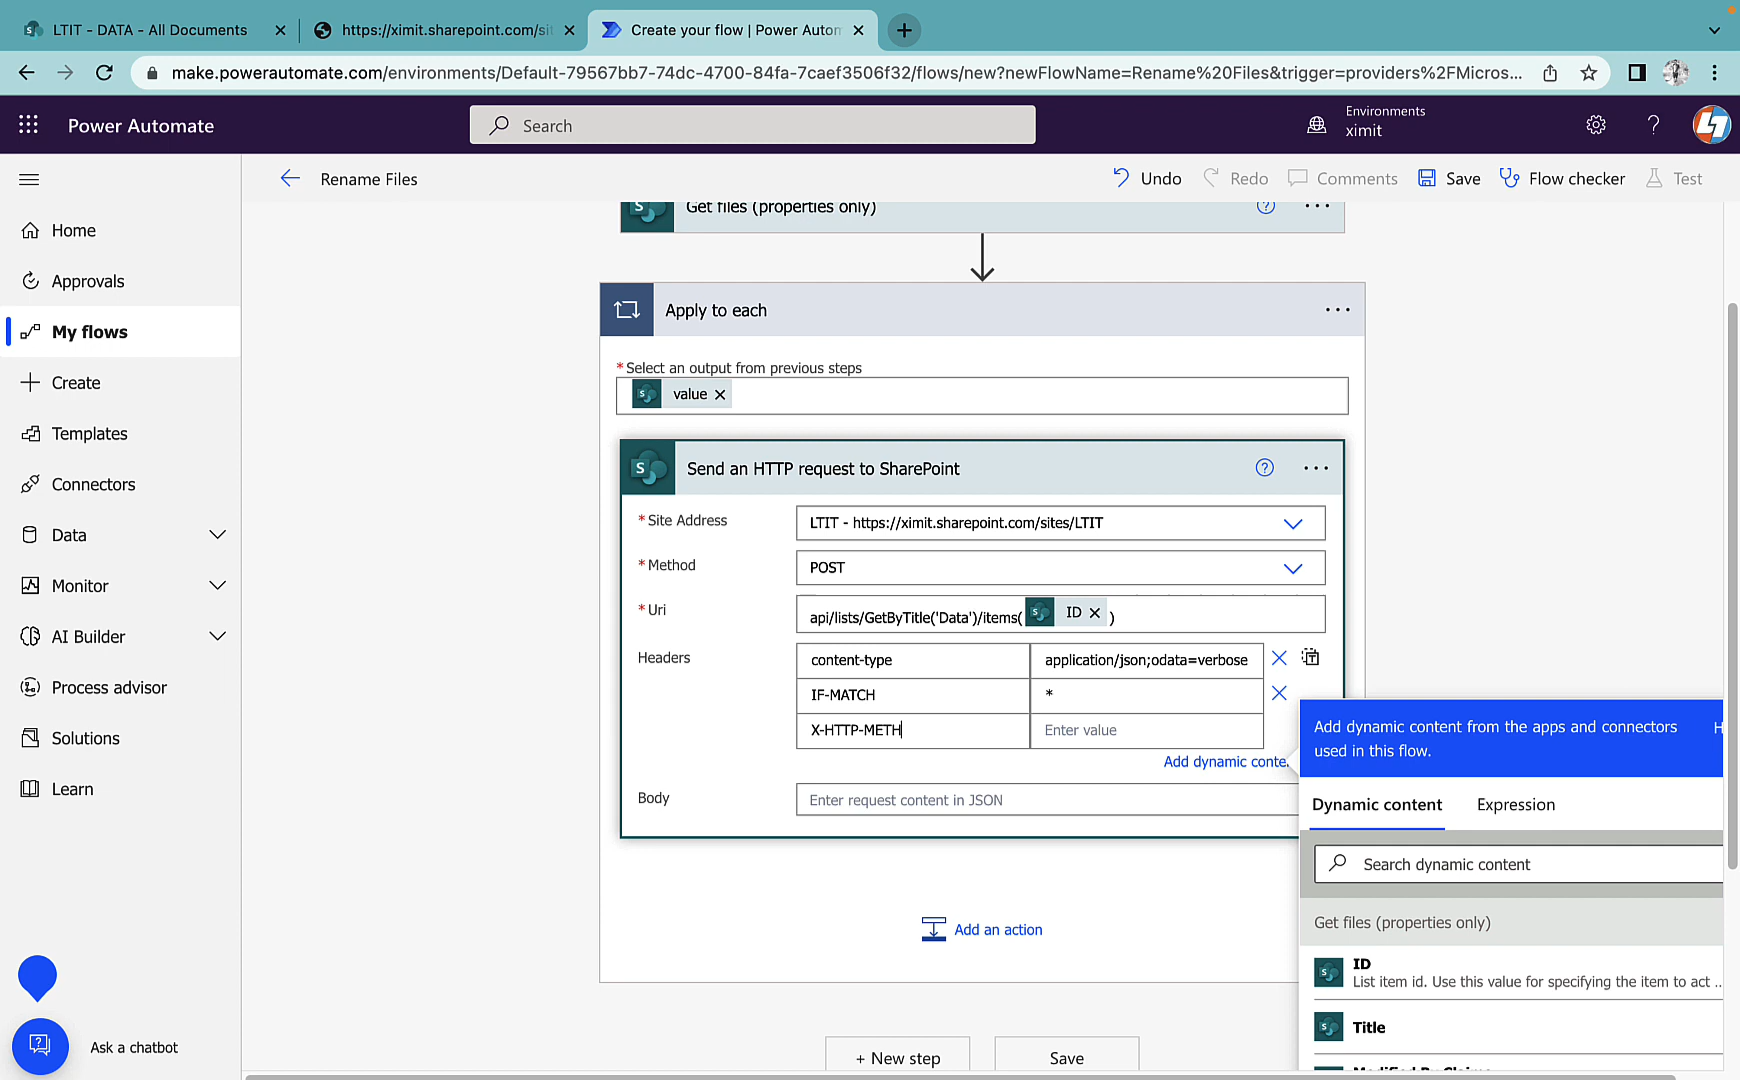 LTIT - DATA - All Documents
https://ximit.sharepoint.com/sit
Create your flow | Power Autom
make.powerautomate.com/environments/Default-79567bb7-74dc-4700-84fa-7caef3506f32/flows/new?newFlowName=Rename%20Files&trigger=providers%2FMicros...
Power Automate
Search
Environments
ximit
Rename Files
Undo
Redo
Comments
Save
Flow checker
Test
Home
Approvals
My flows
Create
Templates
Connectors
Data
Monitor
AI Builder
Process advisor
Solutions
Learn
Ask a chatbot
Get files (properties only)
Apply to each
*Select an output from previous steps
value
Send an HTTP request to SharePoint
*Site Address
LTIT - https://ximit.sharepoint.com/sites/LTIT
*Method
POST
*Uri
api/lists/GetByTitle('Data')/items( ID )
Headers
content-type
application/json;odata=verbose
IF-MATCH
*
X-HTTP-METH
Enter value
Add dynamic conte
Body
Enter request content in JSON
Add an action
+ New step
Save
Add dynamic content from the apps and connectors
used in this flow.
H
Dynamic content
Expression
Search dynamic content
Get files (properties only)
ID
List item id. Use this value for specifying the item to act ...
Title